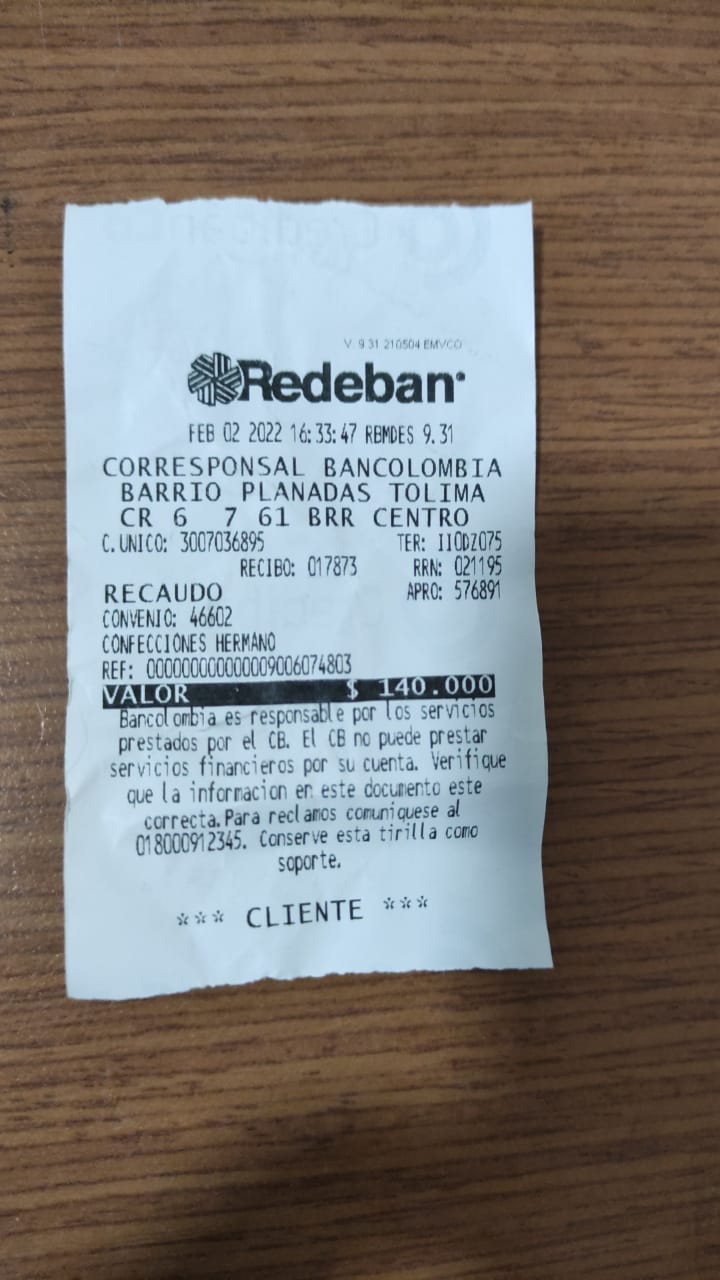 V. 9.31 210504 EMVCO
Redeban
FEB 02 2022 16:33:47 RBMDES 9.31
CORRESPONSAL BANCOLOMBIA
BARRIO PLANADAS TOLIMA
CR 6 7 61 BRR CENTRO
C.UNICO: 3007036895 TER: IIODZ075
RECIBO: 017873 RRN: 021195
RECAUDO APRO: 576891
CONVENIO: 46602
CONFECCIONES HERMANO
REF: 000000000000009006074803
VALOR $ 140.000
Bancolombia es responsable por los servicios
prestados por el CB. El CB no puede prestar
servicios financieros por su cuenta. Verifique
que la informacion en este documento este
correcta.Para reclamos comuniquese al
018000912345. Conserve esta tirilla como
soporte.
*** CLIENTE ***